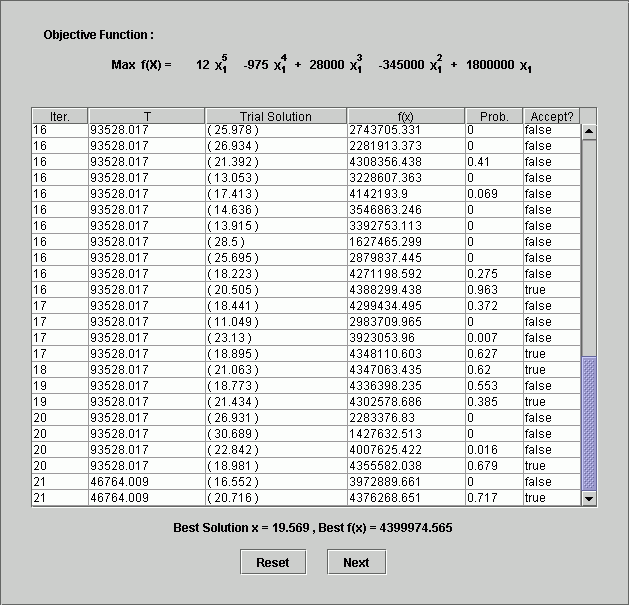 Objective Function :
Max f(X) = 12 x₁⁵ -975 x₁⁴ + 28000 x₁³ -345000 x₁² + 1800000 x₁
Iter. T Trial Solution f(x) Prob. Accept?
16 93528.017 ( 25.978 ) 2743705.331 0 false
16 93528.017 ( 26.934 ) 2281913.373 0 false
16 93528.017 ( 21.392 ) 4308356.438 0.41 false
16 93528.017 ( 13.053 ) 3228607.363 0 false
16 93528.017 ( 17.413 ) 4142193.9 0.069 false
16 93528.017 ( 14.636 ) 3546863.246 0 false
16 93528.017 ( 13.915 ) 3392753.113 0 false
16 93528.017 ( 28.5 ) 1627465.299 0 false
16 93528.017 ( 25.695 ) 2879837.445 0 false
16 93528.017 ( 18.223 ) 4271198.592 0.275 false
16 93528.017 ( 20.505 ) 4388299.438 0.963 true
17 93528.017 ( 18.441 ) 4299434.495 0.372 false
17 93528.017 ( 11.049 ) 2983709.965 0 false
17 93528.017 ( 23.13 ) 3923053.96 0.007 false
17 93528.017 ( 18.895 ) 4348110.603 0.627 true
18 93528.017 ( 21.063 ) 4347063.435 0.62 true
19 93528.017 ( 18.773 ) 4336398.235 0.553 false
19 93528.017 ( 21.434 ) 4302578.686 0.385 true
20 93528.017 ( 26.931 ) 2283376.83 0 false
20 93528.017 ( 30.689 ) 1427632.513 0 false
20 93528.017 ( 22.842 ) 4007625.422 0.016 false
20 93528.017 ( 18.981 ) 4355582.038 0.679 true
21 46764.009 ( 16.552 ) 3972889.661 0 false
21 46764.009 ( 20.716 ) 4376268.651 0.717 true
Best Solution x = 19.569 , Best f(x) = 4399974.565
Reset Next